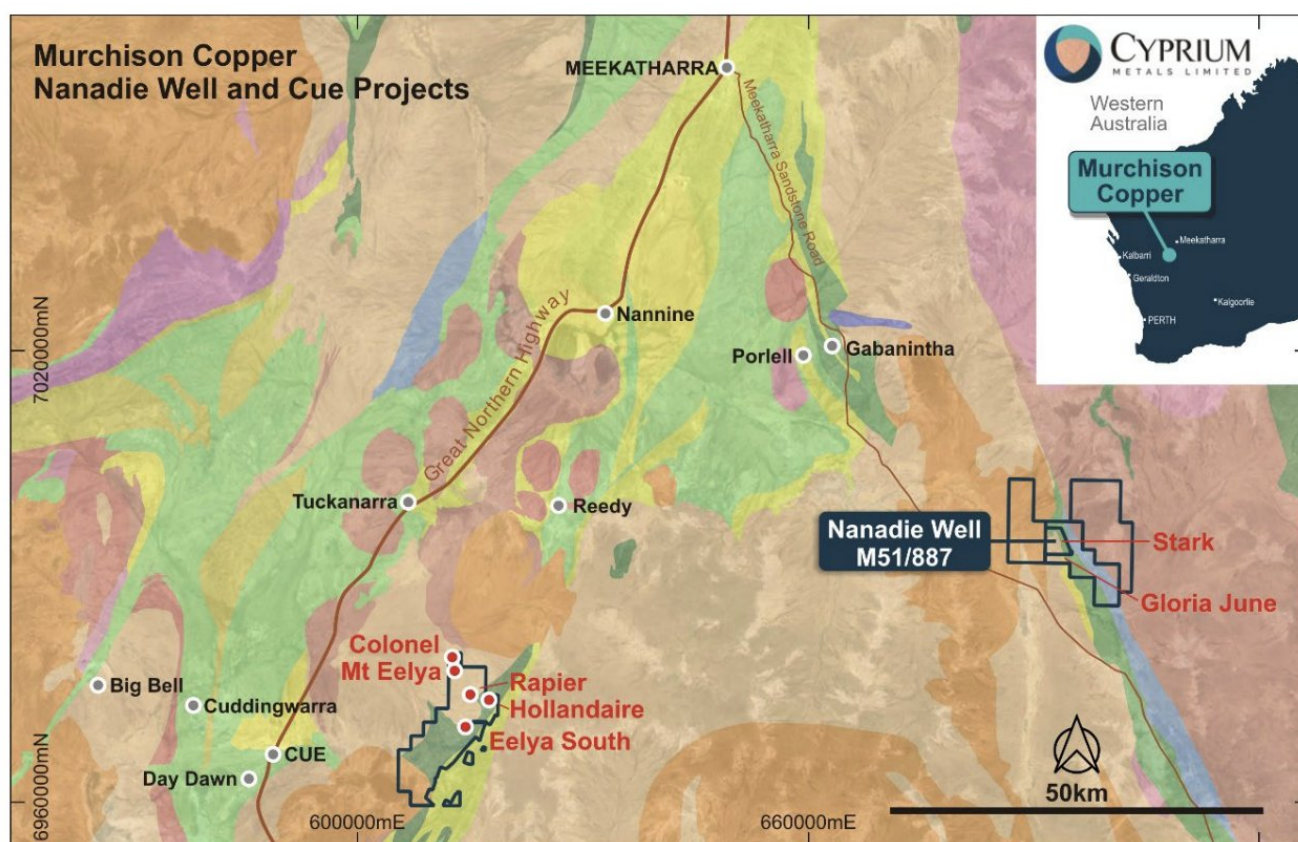 Murchison Copper
Nanadie Well and Cue Projects
MEEKATHARRA
Meekatharra Sandstone Road
CYPRIUM
METALS LIMITED
Western
Australia
Murchison
Copper
Meekatharra
Kalbarri
Geraldton
Kalgoorlie
PERTH
7020000mN
Great Northern Highway
Nannine
Porlell
Gabanintha
Tuckanarra
Reedy
Nanadie Well
M51/887
Stark
Gloria June
Colonel
Mt Eelya
Rapier
Hollandaire
Eelya South
Big Bell
Cuddingwarra
CUE
Day Dawn
6960000mN
600000mE
660000mE
50km